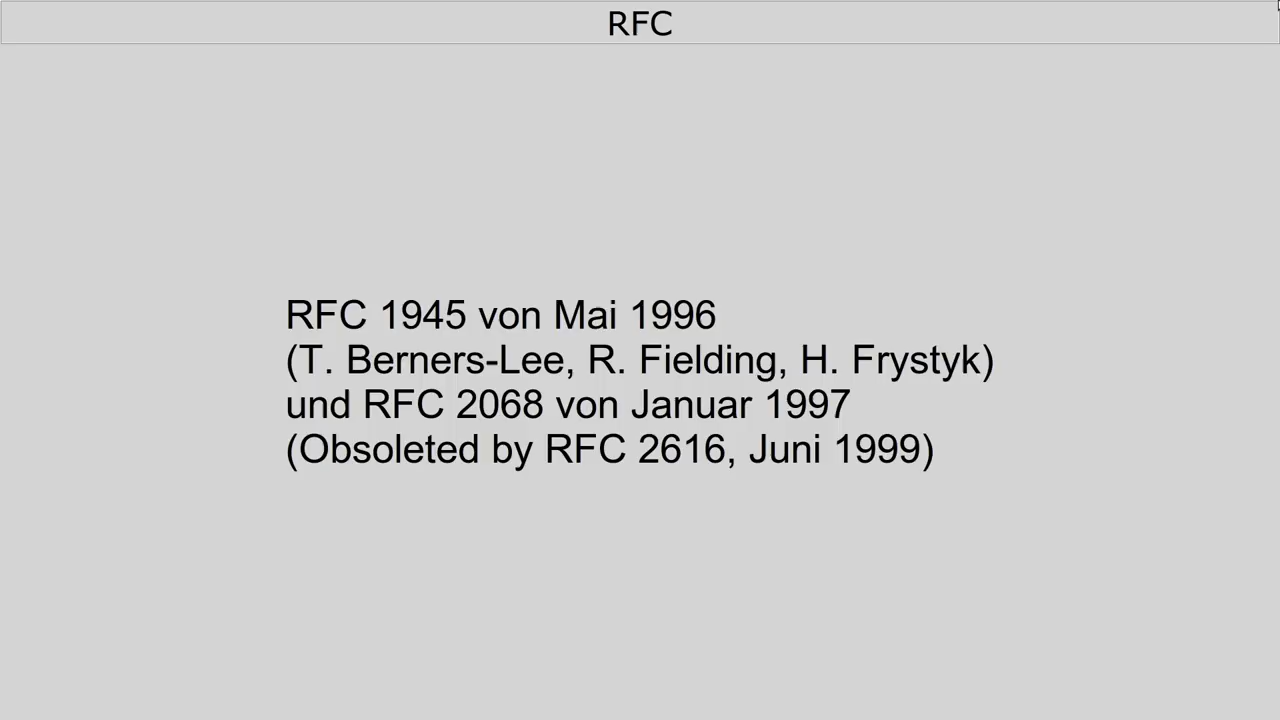 RFC
RFC 1945 von Mai 1996
(T. Berners-Lee, R. Fielding, H. Frystyk)
und RFC 2068 von Januar 1997
(Obsoleted by RFC 2616, Juni 1999)